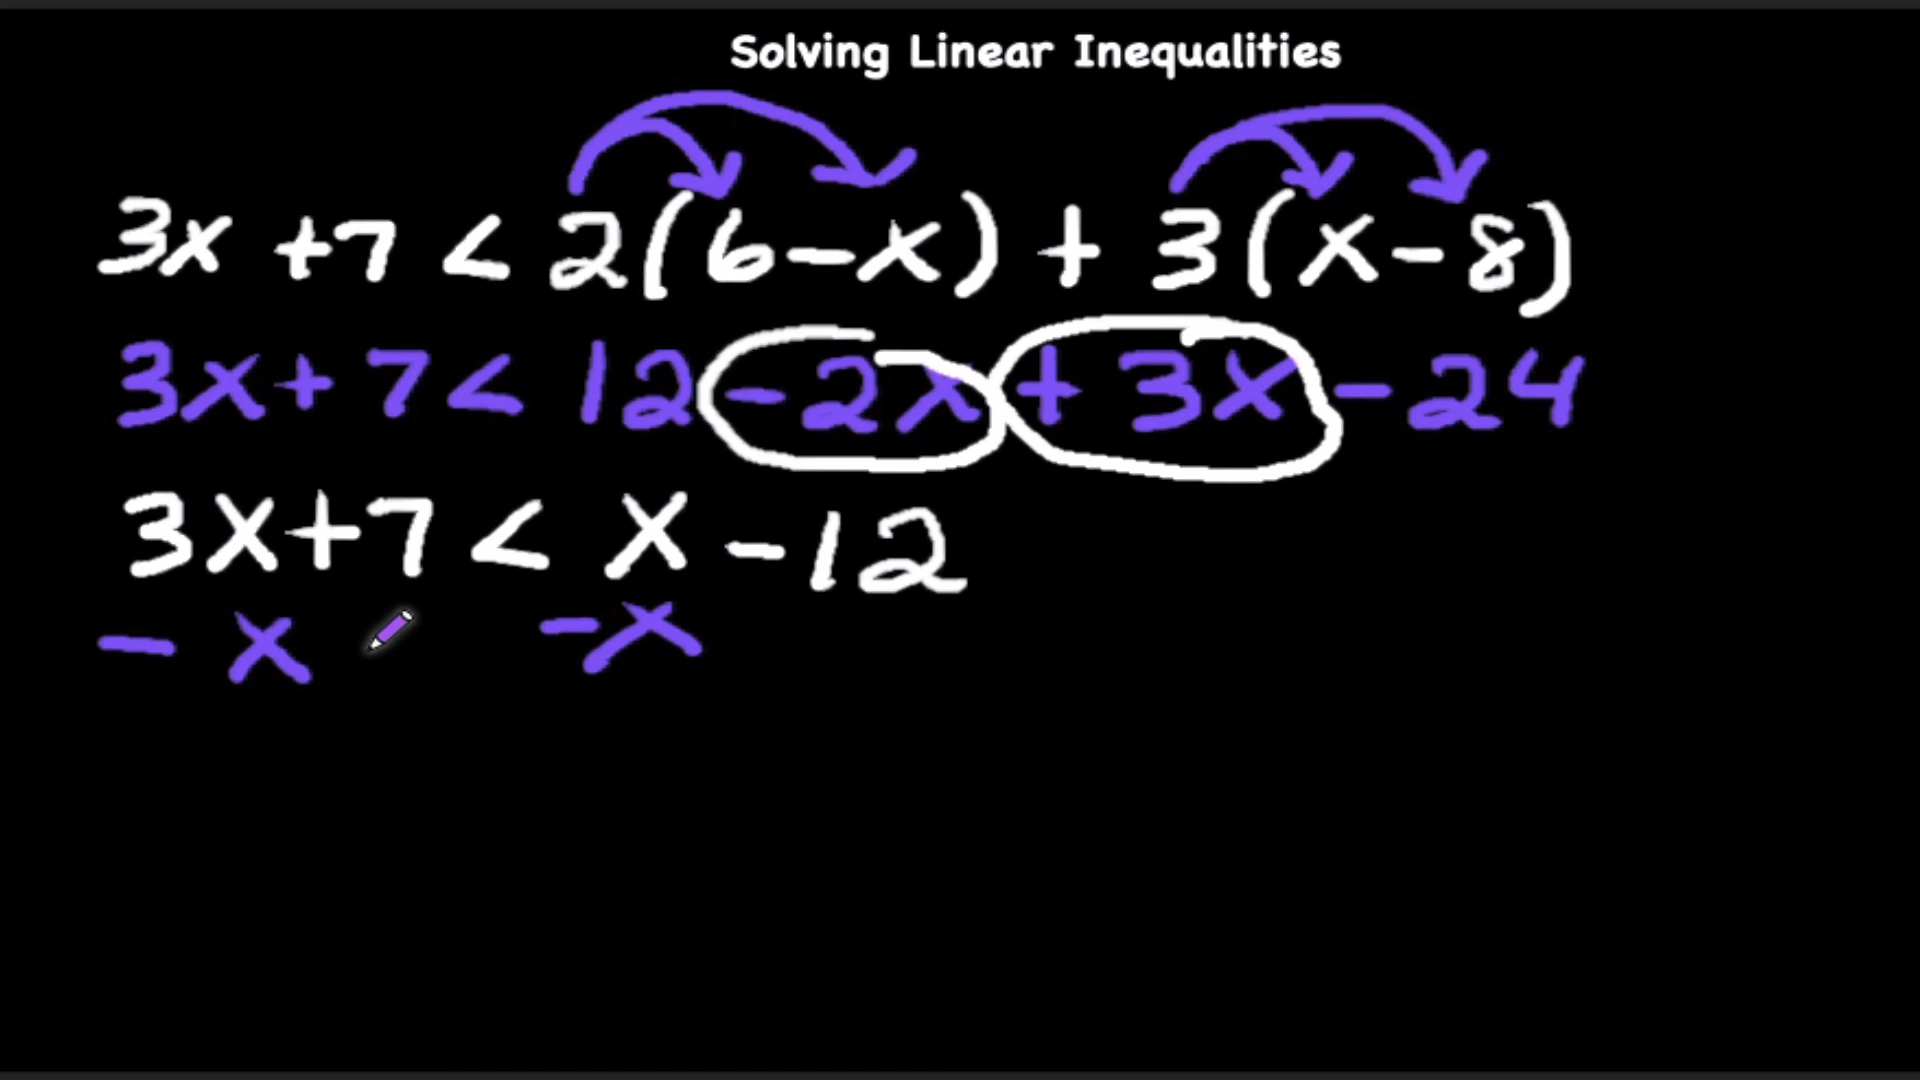 Solving Linear Inequalities
3x +7 < 2(6-x) + 3(x-8)
3x+7< 12 -2x + 3x -24
3x+7 < x -12
- x -x